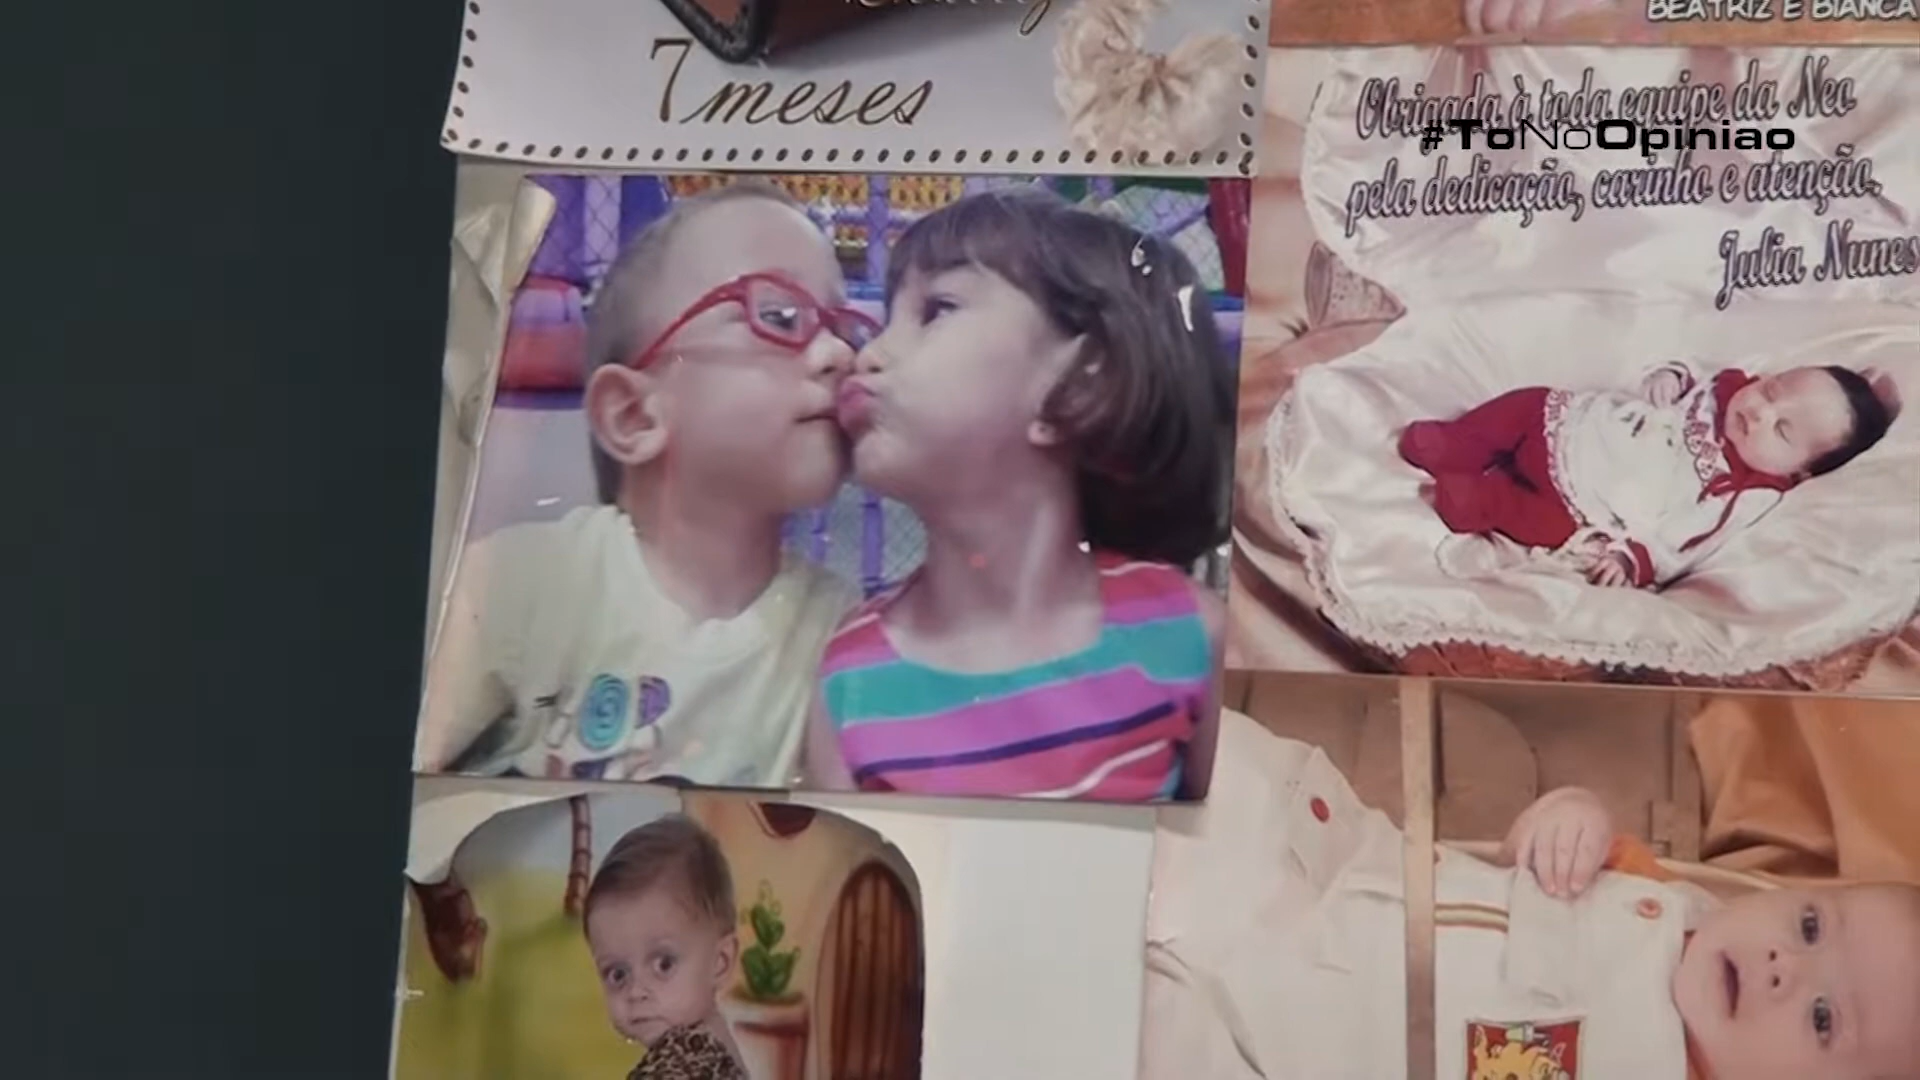 7 meses
BEATRIZ E BIANCA
Obrigada à toda equipe da Neo
#ToNoOpiniao
pela dedicação, carinho e atenção.
Julia Nunes